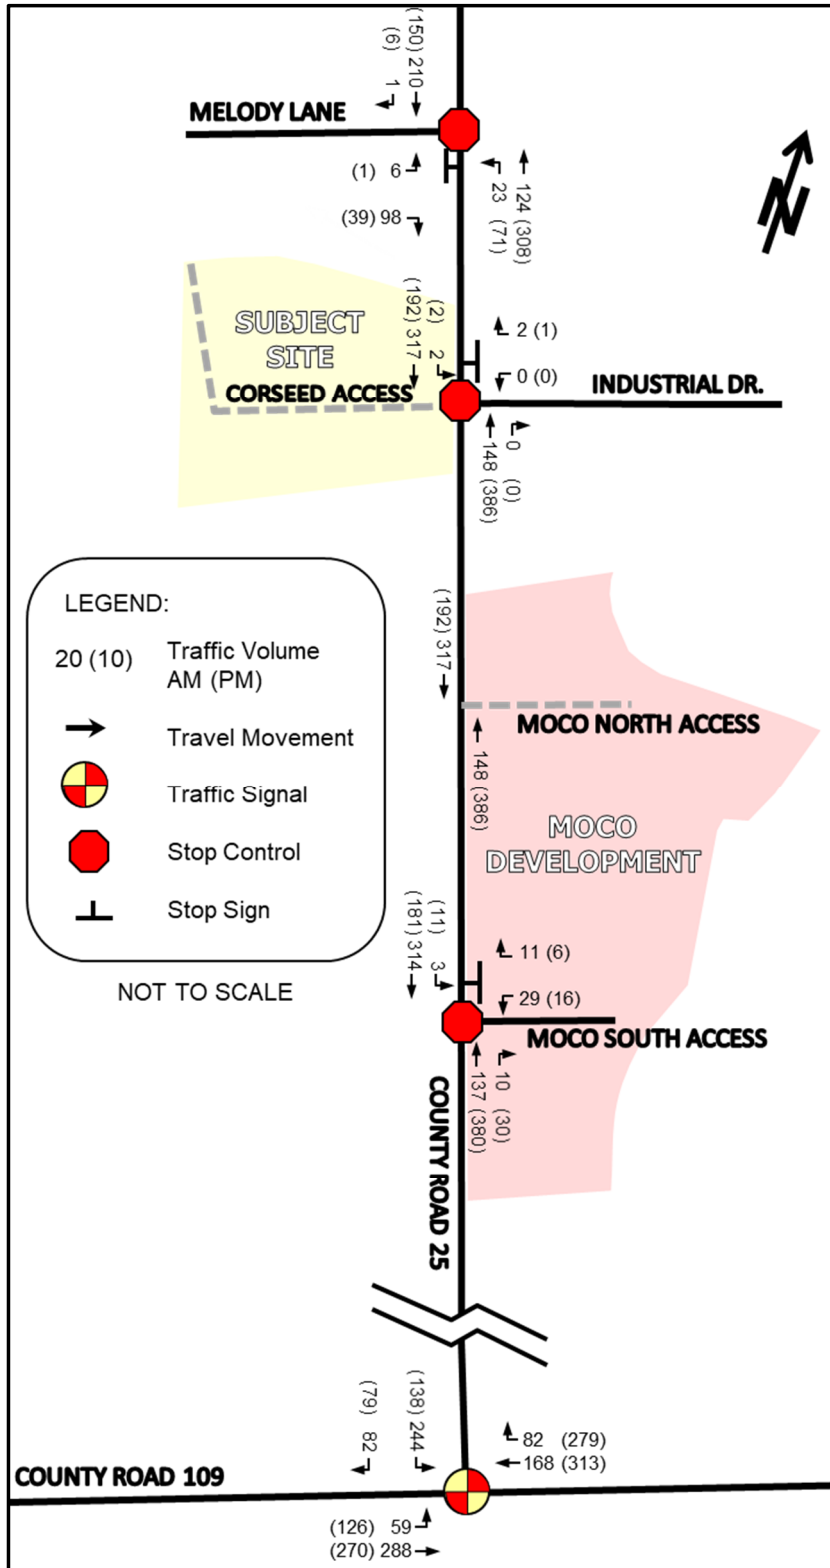 (150) 210
(6) 1
MELODY LANE
(1) 6
124 (308)
23 (71)
(39) 98
N
(2) 2
(192) 317
SUBJECT
SITE
2 (1)
0 (0)
CORSEED ACCESS
INDUSTRIAL DR.
0 (0)
148 (386)
LEGEND:
20 (10)
Traffic Volume
AM (PM)
Travel Movement
Traffic Signal
Stop Control
Stop Sign
NOT TO SCALE
(192) 317
MOCO NORTH ACCESS
148 (386)
MOCO
DEVELOPMENT
(11) 3
(181) 314
11 (6)
29 (16)
MOCO SOUTH ACCESS
10 (30)
137 (380)
COUNTY ROAD 25
(79) 82
(138) 244
82 (279)
168 (313)
COUNTY ROAD 109
(126) 59
(270) 288